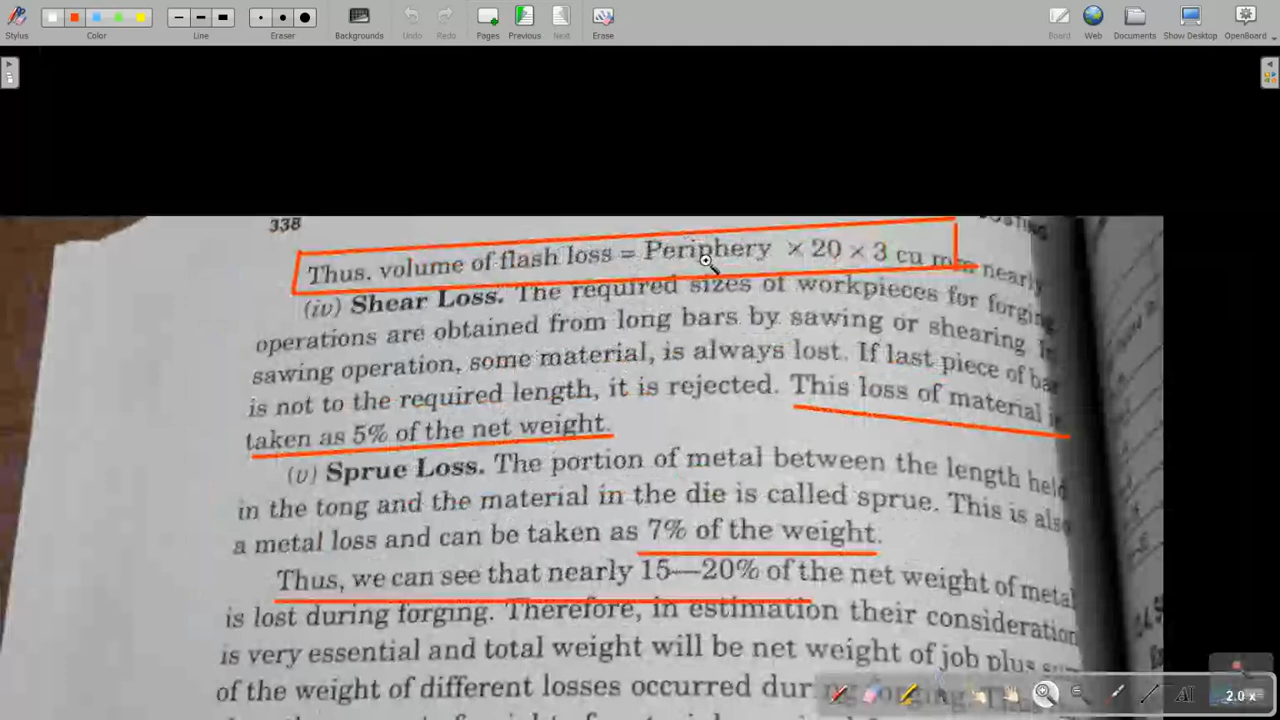 Stylus Color Line Eraser Backgrounds Undo Redo Pages Previous Next Erase Board Web Documents Show Desktop OpenBoard
338
Thus. volume of flash loss = Periphery × 20 × 3 cu mm nearly
(iv) Shear Loss. The required sizes of workpieces for forging
operations are obtained from long bars by sawing or shearing. In
sawing operation, some material, is always lost. If last piece of bar
is not to the required length, it is rejected. This loss of material is
taken as 5% of the net weight.
(v) Sprue Loss. The portion of metal between the length held
in the tong and the material in the die is called sprue. This is also
a metal loss and can be taken as 7% of the weight.
Thus, we can see that nearly 15—20% of the net weight of metal
is lost during forging. Therefore, in estimation their consideration
is very essential and total weight will be net weight of job plus
of the weight of different losses occurred during forging.
2.0 x